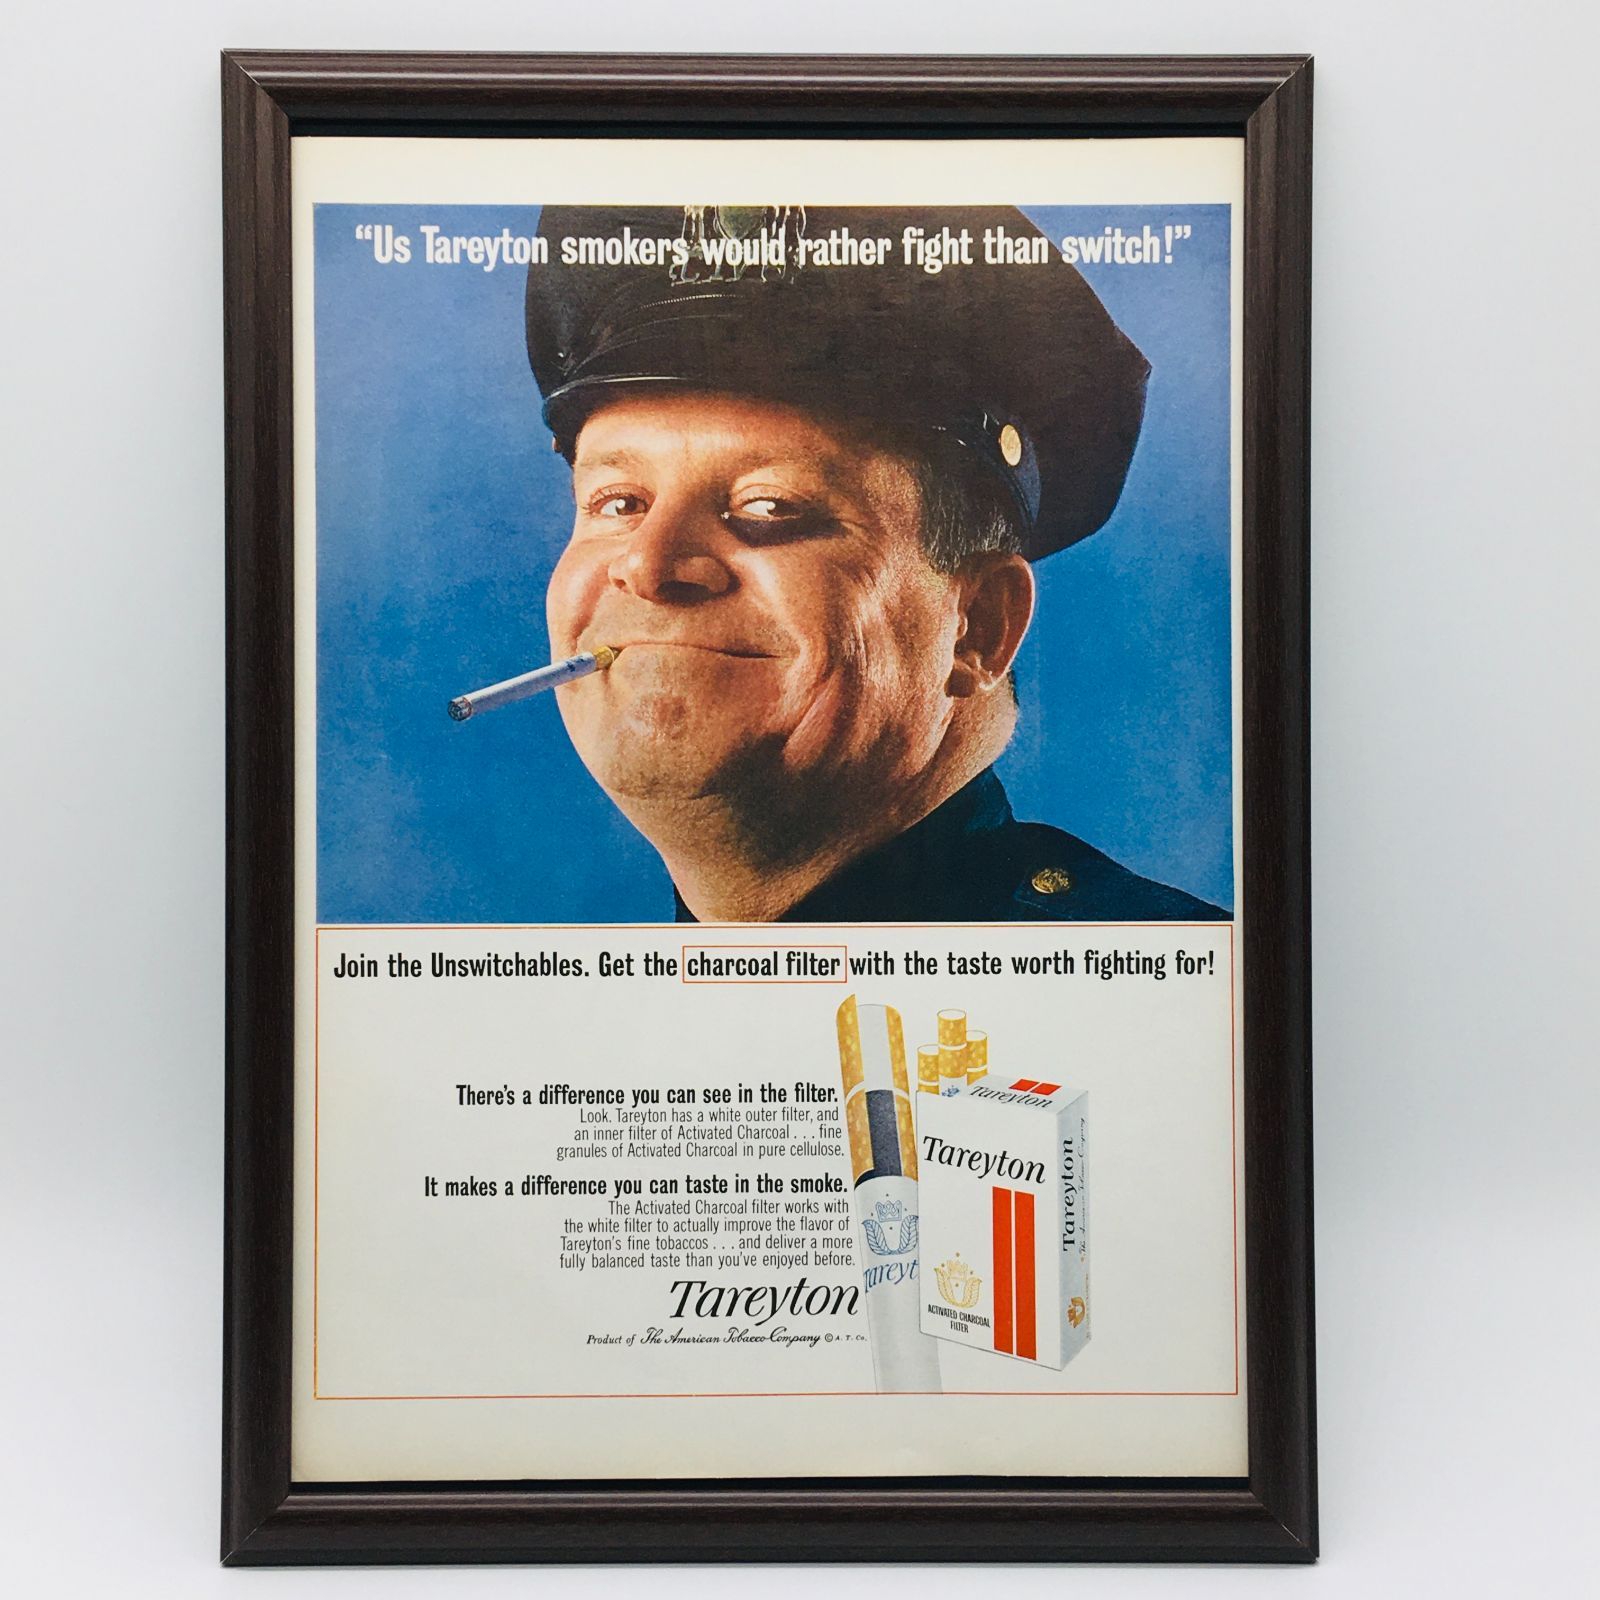 “Us Tareyton smokers would rather fight than switch!”
Join the Unswitchables. Get the charcoal filter with the taste worth fighting for!
There's a difference you can see in the filter.
Look. Tareyton has a white outer filter, and
an inner filter of Activated Charcoal . . . fine
granules of Activated Charcoal in pure cellulose.
It makes a difference you can taste in the smoke.
The Activated Charcoal filter works with
the white filter to actually improve the flavor of
Tareyton's fine tobaccos . . . and deliver a more
fully balanced taste than you've enjoyed before.
Tareyton
Product of The American Tobacco Company © A. T. Co.
Tareyt
Tareyton
Tareyton
ACTIVATED CHARCOAL
FILTER
Tareyton
The American Tobacco Company